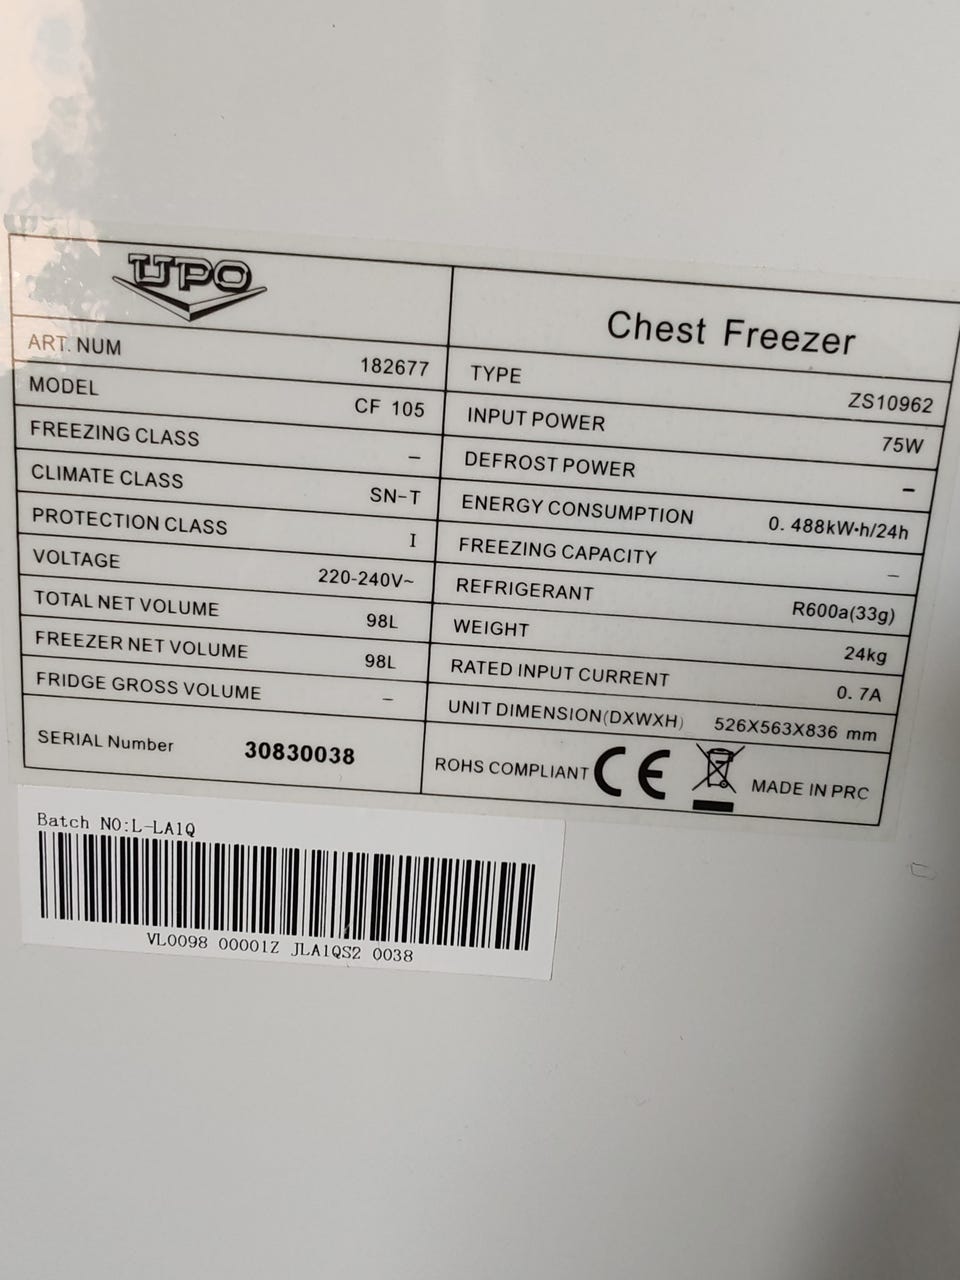 UPO
Chest Freezer
ART. NUM 182677
MODEL CF 105
FREEZING CLASS –
CLIMATE CLASS SN-T
PROTECTION CLASS I
VOLTAGE 220-240V~
TOTAL NET VOLUME 98L
FREEZER NET VOLUME 98L
FRIDGE GROSS VOLUME –
SERIAL Number 30830038
TYPE ZS10962
INPUT POWER 75W
DEFROST POWER –
ENERGY CONSUMPTION 0. 488kW·h/24h
FREEZING CAPACITY –
REFRIGERANT R600a(33g)
WEIGHT 24kg
RATED INPUT CURRENT 0. 7A
UNIT DIMENSION(DXWXH) 526X563X836 mm
ROHS COMPLIANT CE MADE IN PRC
Batch NO:L-LA1Q
VL0098 00001Z JLA1QS2 0038